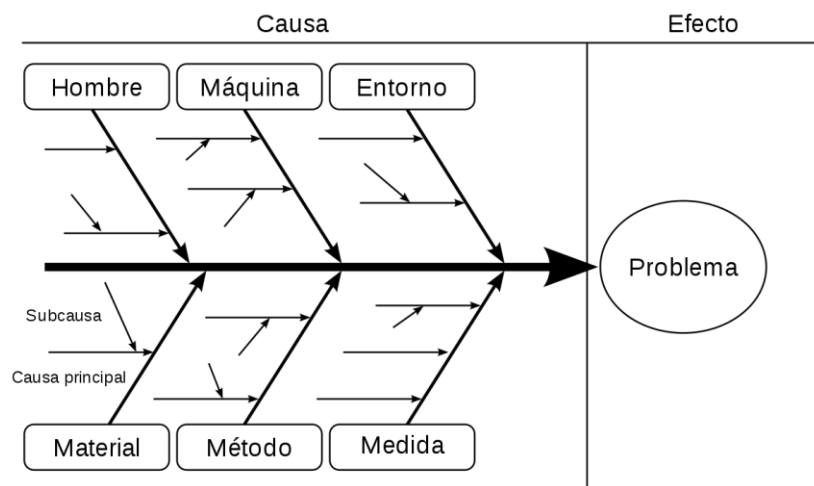 Causa
Efecto
Hombre
Máquina
Entorno
Problema
Subcausa
Causa principal
Material
Método
Medida